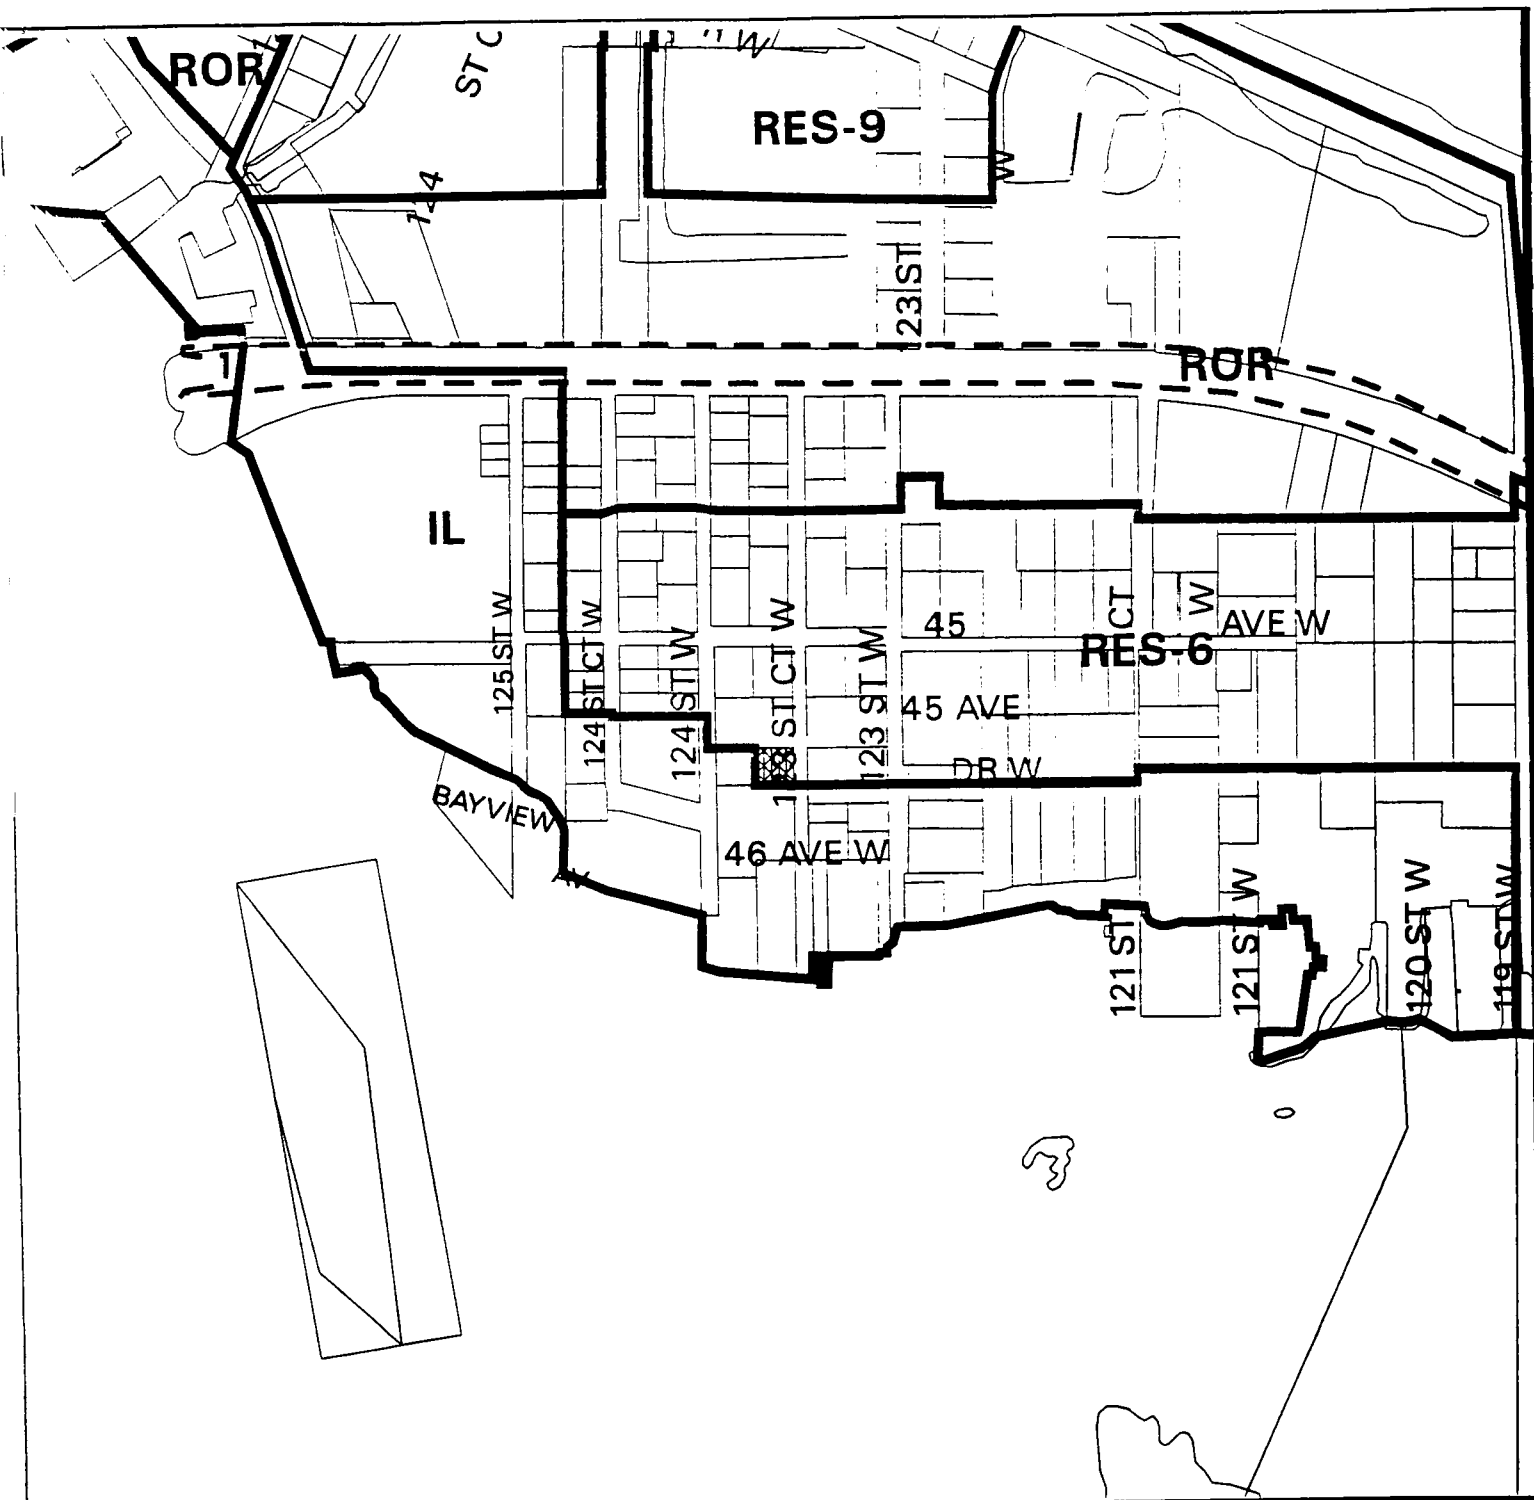 ROR
ST C
W
RES-9
W
124
23 ST
1
ROR
IL
125 ST W
124 ST CT W
124 ST W
ST CT W
123 ST W
45
CT
W
AVE W
RES-6
45 AVE
DR W
BAYVIEW
AV
46 AVE W
121 ST
121 ST W
120 ST W
119 ST W